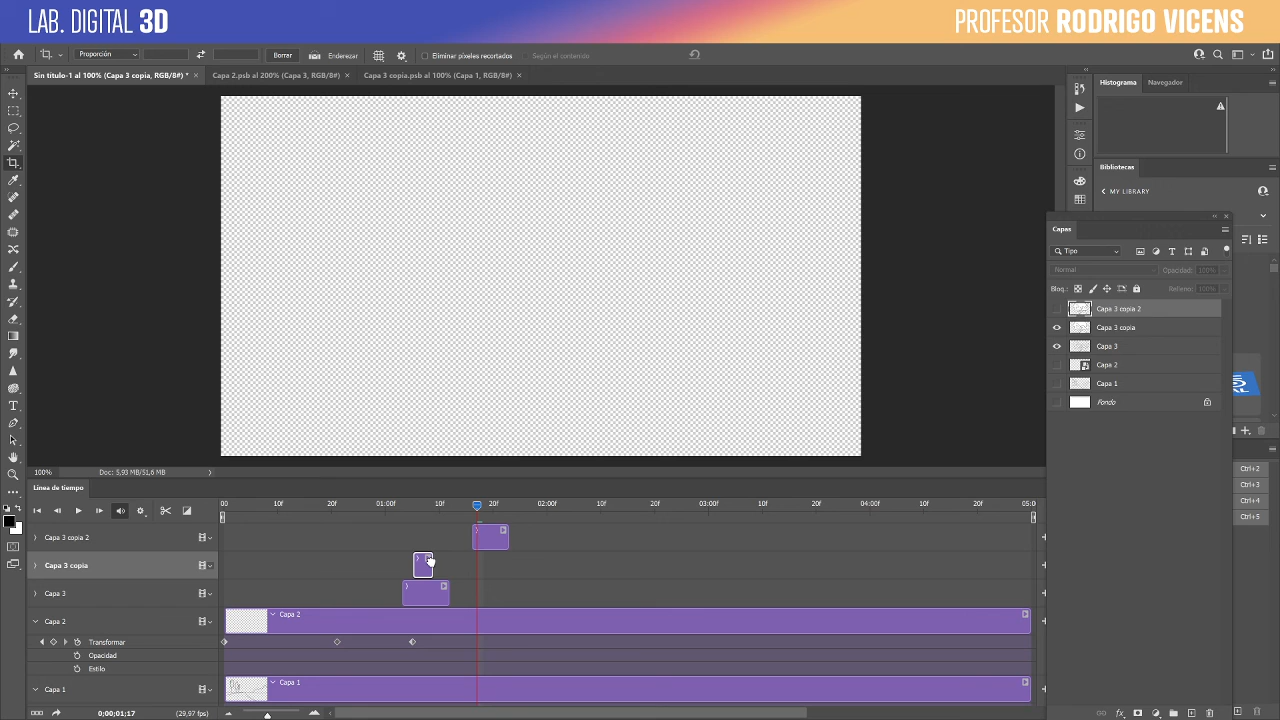 LAB. DIGITAL 3D
PROFESOR RODRIGO VICENS
Proporción
Borrar
Enderezar
Eliminar píxeles recortados
Según el contenido
Sin título-1 al 100% (Capa 3 copia, RGB/8#) *
Capa 2.psb al 200% (Capa 3, RGB/8#)
Capa 3 copia.psb al 100% (Capa 1, RGB/8#)
Histograma
Navegador
Bibliotecas
MY LIBRARY
Capas
Tipo
Normal
Opacidad: 100%
Bloq.:
Relleno: 100%
Capa 3 copia 2
Capa 3 copia
Capa 3
Capa 2
Capa 1
Fondo
Ctrl+2
Ctrl+3
Ctrl+4
Ctrl+5
100%
Doc: 5,93 MB/51,6 MB
Línea de tiempo
00 10f 20f 01:00f 10f 20f 02:00f 10f 20f 03:00f 10f 20f 04:00f 10f 20f 05:0
Capa 3 copia 2
Capa 3 copia
Capa 3
Capa 2
Capa 2
Transformar
Opacidad
Estilo
Capa 1
Capa 1
0;00;01;17
(29,97 fps)